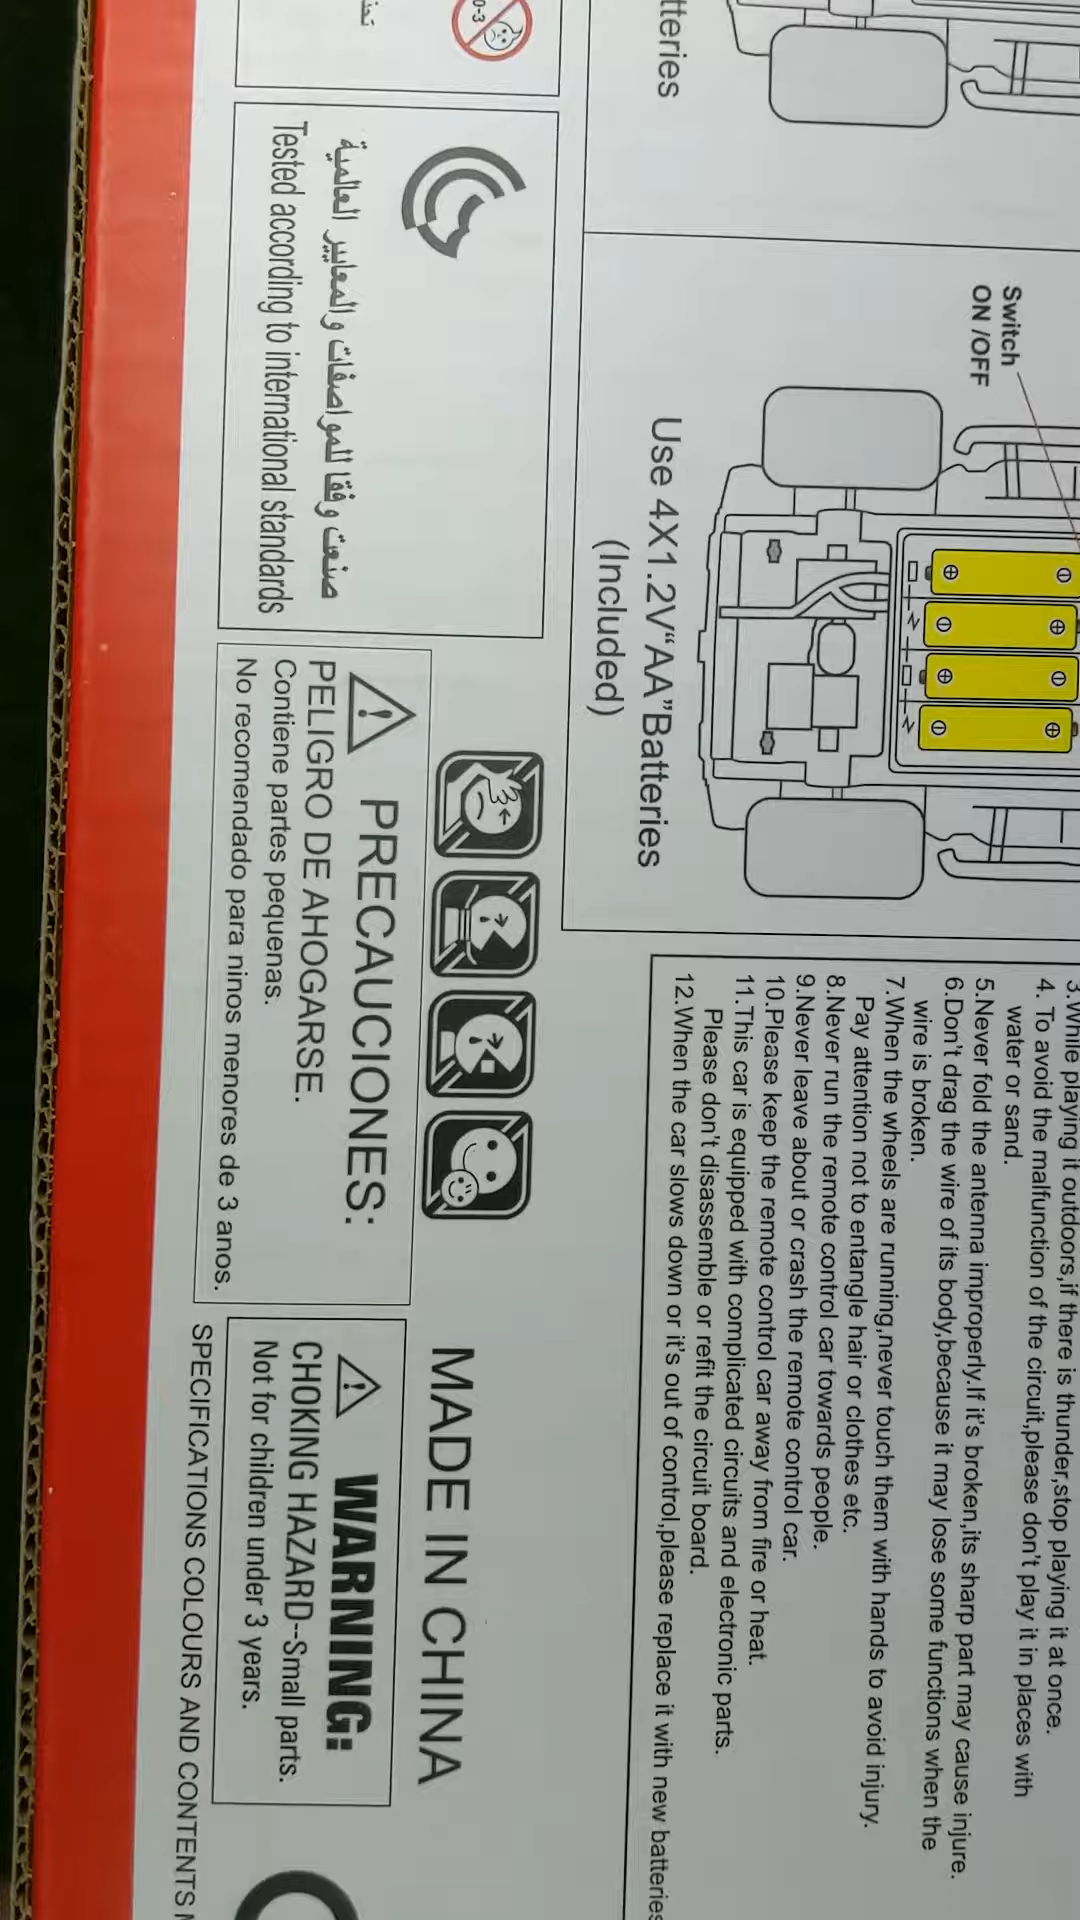 0-3
تحذ
tteries
صنعت وفقا للمواصفات والمعايير العالمية
Tested according to international standards
Switch
ON /OFF
Use 4X1.2V“AA”Batteries
(Included)
PRECAUCIONES:
PELIGRO DE AHOGARSE.
Contiene partes pequenas.
No recomendado para ninos menores de 3 anos.
3.While playing it outdoors,if there is thunder,stop playing it at once.
4. To avoid the malfunction of the circuit,please don't play it in places with
water or sand.
5.Never fold the antenna improperly.If it's broken,its sharp part may cause injure.
6.Don't drag the wire of its body,because it may lose some functions when the
wire is broken.
7.When the wheels are running,never touch them with hands to avoid injury.
Pay attention not to entangle hair or clothes etc.
8.Never run the remote control car towards people.
9.Never leave about or crash the remote control car.
10.Please keep the remote control car away from fire or heat.
11.This car is equipped with complicated circuits and electronic parts.
Please don't disassemble or refit the circuit board.
12.When the car slows down or it's out of control,please replace it with new batteries
MADE IN CHINA
WARNING:
CHOKING HAZARD--Small parts.
Not for children under 3 years.
SPECIFICATIONS COLOURS AND CONTENTS